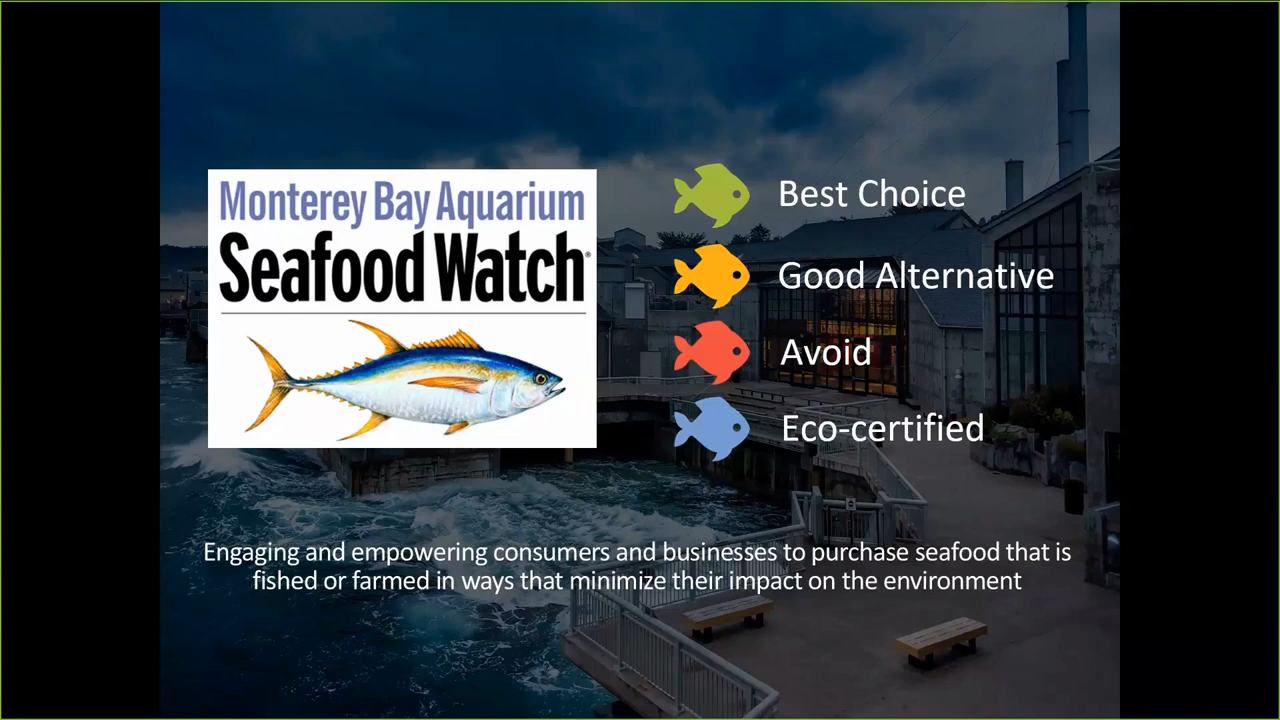 Monterey Bay Aquarium
Seafood Watch®
Best Choice
Good Alternative
Avoid
Eco-certified
Engaging and empowering consumers and businesses to purchase seafood that is
fished or farmed in ways that minimize their impact on the environment